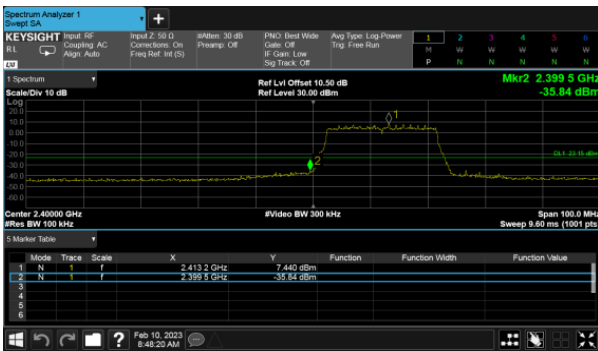 Spectrum Analyzer 1
Swept SA
+
KEYSIGHT Input: RF Input Z: 50 Ω #Atten: 30 dB PNO: Best Wide Avg Type: Log-Power 1 2 3 4 5 6
RL Coupling: AC Corrections: On Preamp: Off Gate: Off Trig: Free Run M W W W W W
Align: Auto Freq Ref: Int (S) IF Gain: Low P N N N N N
LXI Sig Track: Off
1 Spectrum Mkr2 2.399 5 GHz
Scale/Div 10 dB Ref Lvl Offset 10.50 dB -35.84 dBm
Ref Level 30.00 dBm
Log
20.0
10.0
0.00
-10.0
-20.0
-30.0
-40.0
-50.0
-60.0
1
2
Center 2.40000 GHz #Video BW 300 kHz Span 100.0 MHz
#Res BW 100 kHz Sweep 9.60 ms (1001 pts)
5 Marker Table
Mode Trace Scale X Y Function Function Width Function Value
1 N 1 f 2.413 2 GHz 7.440 dBm
2 N 1 f 2.399 5 GHz -35.84 dBm
3
4
5
6
? Feb 10, 2023
8:48:20 AM